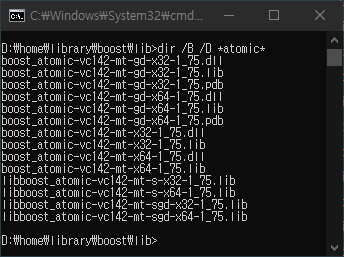 C:₩Windows₩System32₩cmd...
D:₩home₩library₩boost₩lib>dir /B /D *atomic*
boost_atomic-vc142-mt-gd-x32-1_75.dll
boost_atomic-vc142-mt-gd-x32-1_75.lib
boost_atomic-vc142-mt-gd-x32-1_75.pdb
boost_atomic-vc142-mt-gd-x64-1_75.dll
boost_atomic-vc142-mt-gd-x64-1_75.lib
boost_atomic-vc142-mt-gd-x64-1_75.pdb
boost_atomic-vc142-mt-x32-1_75.dll
boost_atomic-vc142-mt-x32-1_75.lib
boost_atomic-vc142-mt-x64-1_75.dll
boost_atomic-vc142-mt-x64-1_75.lib
libboost_atomic-vc142-mt-s-x32-1_75.lib
libboost_atomic-vc142-mt-s-x64-1_75.lib
libboost_atomic-vc142-mt-sgd-x32-1_75.lib
libboost_atomic-vc142-mt-sgd-x64-1_75.lib
D:₩home₩library₩boost₩lib>